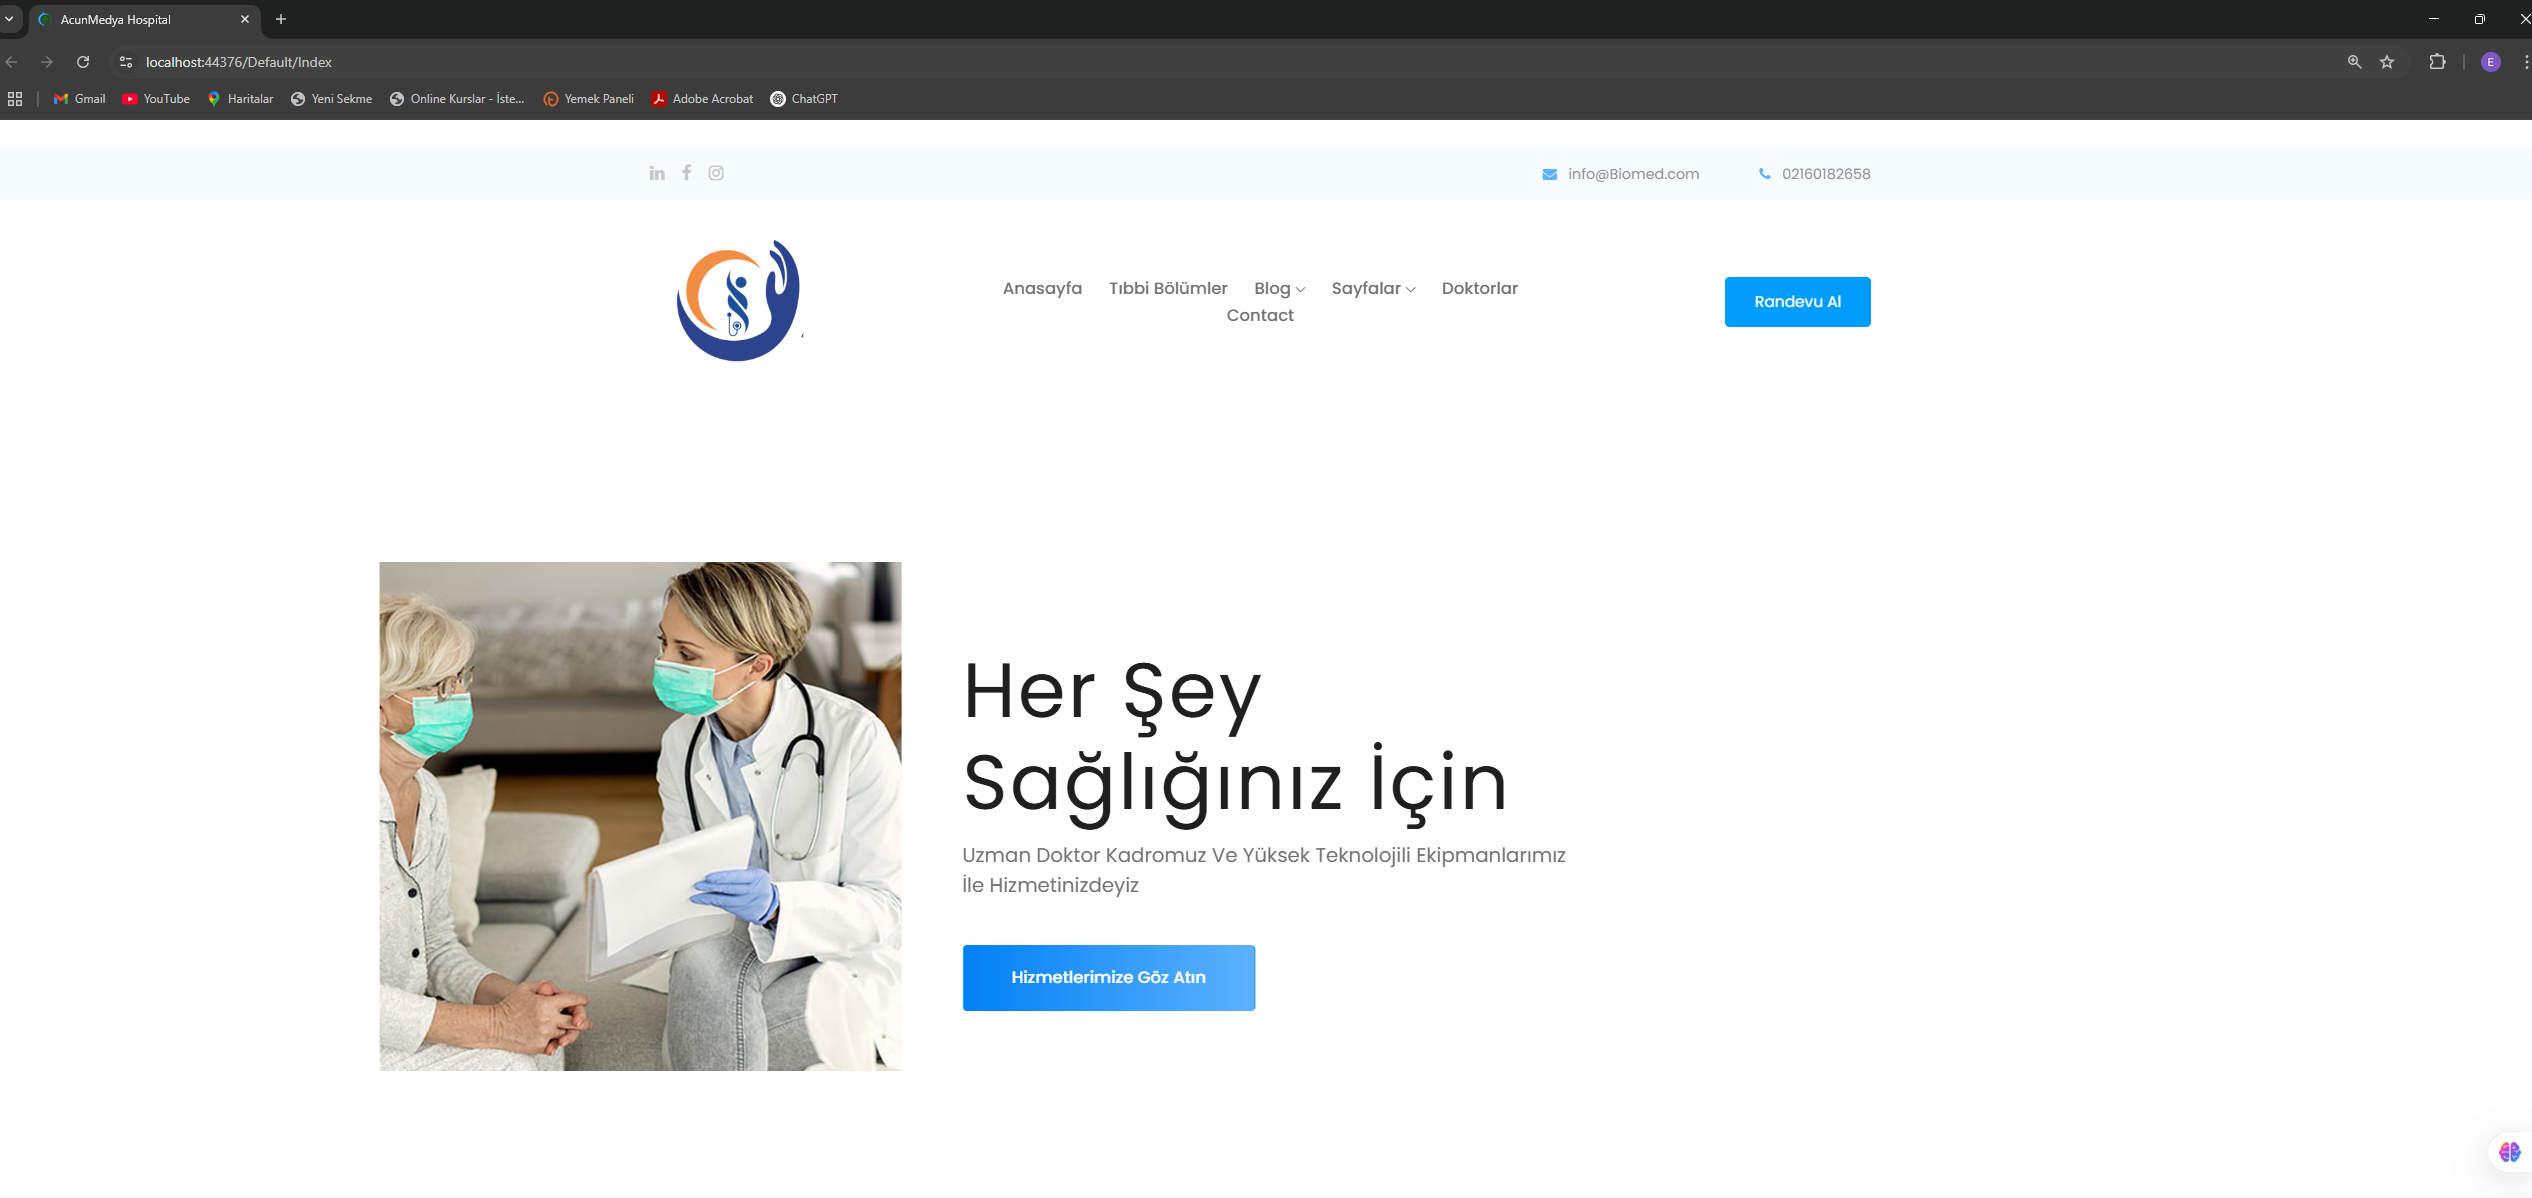 AcunMedya Hospital
localhost:44376/Default/Index
E
Gmail YouTube Haritalar Yeni Sekme Online Kurslar - İste... Yemek Paneli Adobe Acrobat ChatGPT
info@Biomed.com 02160182658
Anasayfa Tıbbi Bölümler Blog Sayfalar Doktorlar
Contact
Randevu Al
Her Şey
Sağlığınız İçin
Uzman Doktor Kadromuz Ve Yüksek Teknolojili Ekipmanlarımız
İle Hizmetinizdeyiz
Hizmetlerimize Göz Atın